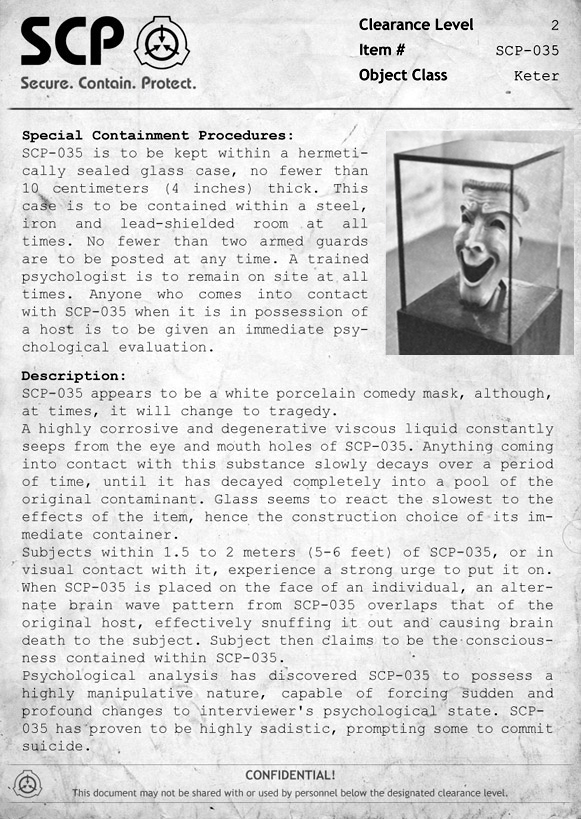 SCP
Secure. Contain. Protect.
Clearance Level 2
Item # SCP-035
Object Class Keter
Special Containment Procedures:
SCP-035 is to be kept within a hermeti-
cally sealed glass case, no fewer than
10 centimeters (4 inches) thick. This
case is to be contained within a steel,
iron and lead-shielded room at all
times. No fewer than two armed guards
are to be posted at any time. A trained
psychologist is to remain on site at all
times. Anyone who comes into contact
with SCP-035 when it is in possession of
a host is to be given an immediate psy-
chological evaluation.
Description:
SCP-035 appears to be a white porcelain comedy mask, although,
at times, it will change to tragedy.
A highly corrosive and degenerative viscous liquid constantly
seeps from the eye and mouth holes of SCP-035. Anything coming
into contact with this substance slowly decays over a period
of time, until it has decayed completely into a pool of the
original contaminant. Glass seems to react the slowest to the
effects of the item, hence the construction choice of its im-
mediate container.
Subjects within 1.5 to 2 meters (5-6 feet) of SCP-035, or in
visual contact with it, experience a strong urge to put it on.
When SCP-035 is placed on the face of an individual, an alter-
nate brain wave pattern from SCP-035 overlaps that of the
original host, effectively snuffing it out and causing brain
death to the subject. Subject then claims to be the conscious-
ness contained within SCP-035.
Psychological analysis has discovered SCP-035 to possess a
highly manipulative nature, capable of forcing sudden and
profound changes to interviewer's psychological state. SCP-
035 has proven to be highly sadistic, prompting some to commit
suicide.
CONFIDENTIAL!
This document may not be shared with or used by personnel below the designated clearance level.